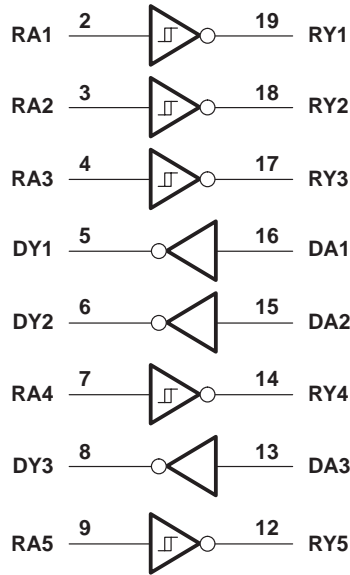 RA1 2 19 RY1
RA2 3 18 RY2
RA3 4 17 RY3
DY1 5 16 DA1
DY2 6 15 DA2
RA4 7 14 RY4
DY3 8 13 DA3
RA5 9 12 RY5